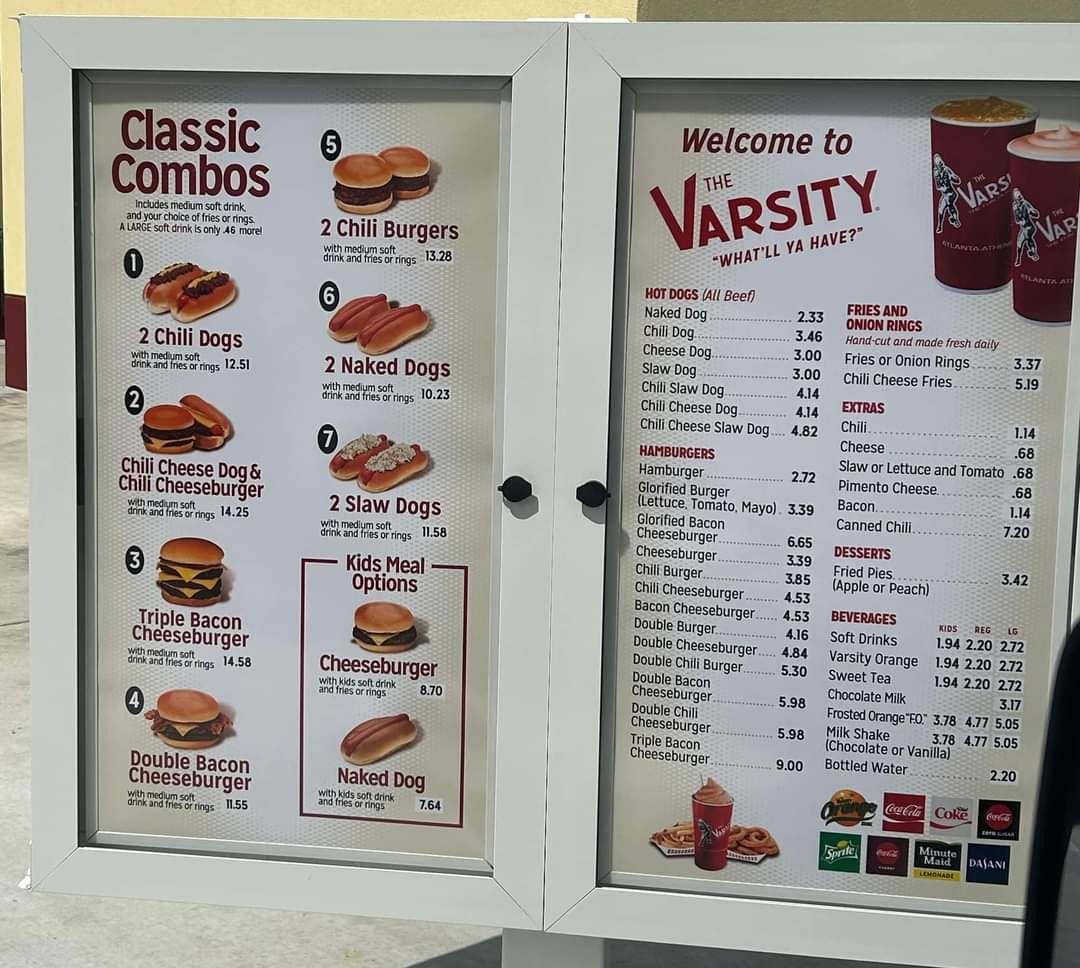 Classic
Combos
Includes medium soft drink,
and your choice of fries or rings.
A LARGE soft drink is only .46 more!
1
2 Chili Dogs
with medium soft
drink and fries or rings 12.51
2
Chili Cheese Dog &
Chili Cheeseburger
with medium soft
drink and fries or rings 14.25
3
Triple Bacon
Cheeseburger
with medium soft
drink and fries or rings 14.58
4
Double Bacon
Cheeseburger
with medium soft
drink and fries or rings 11.55
5
2 Chili Burgers
with medium soft
drink and fries or rings 13.28
6
2 Naked Dogs
with medium soft
drink and fries or rings 10.23
7
2 Slaw Dogs
with medium soft
drink and fries or rings 11.58
Kids Meal
Options
Cheeseburger
with kids soft drink
and fries or rings 8.70
Naked Dog
with kids soft drink
and fries or rings 7.64
Welcome to
THE
VARSITY
"WHAT'LL YA HAVE?"
THE
VARSI
ATLANTA-ATHEN
THE
VAR
ATLANTA-AT
HOT DOGS (All Beef)
Naked Dog 2.33
Chili Dog 3.46
Cheese Dog 3.00
Slaw Dog 3.00
Chili Slaw Dog 4.14
Chili Cheese Dog 4.14
Chili Cheese Slaw Dog 4.82
HAMBURGERS
Hamburger 2.72
Glorified Burger
(Lettuce, Tomato, Mayo) 3.39
Glorified Bacon
Cheeseburger 6.65
Cheeseburger 3.39
Chili Burger 3.85
Chili Cheeseburger 4.53
Bacon Cheeseburger 4.53
Double Burger 4.16
Double Cheeseburger 4.84
Double Chili Burger 5.30
Double Bacon
Cheeseburger 5.98
Double Chili
Cheeseburger 5.98
Triple Bacon
Cheeseburger 9.00
FRIES AND
ONION RINGS
Hand-cut and made fresh daily
Fries or Onion Rings 3.37
Chili Cheese Fries 5.19
EXTRAS
Chili 1.14
Cheese .68
Slaw or Lettuce and Tomato .68
Pimento Cheese .68
Bacon 1.14
Canned Chili 7.20
DESSERTS
Fried Pies 3.42
(Apple or Peach)
BEVERAGES KIDS REG LG
Soft Drinks 1.94 2.20 2.72
Varsity Orange 1.94 2.20 2.72
Sweet Tea 1.94 2.20 2.72
Chocolate Milk 3.17
Frosted Orange "F.O." 3.78 4.77 5.05
Milk Shake 3.78 4.77 5.05
(Chocolate or Vanilla)
Bottled Water 2.20
Orange
Coca-Cola
Diet
Coke
Coca-Cola
ZERO SUGAR
Sprite
Coca-Cola
CHERRY
Minute
Maid
LEMONADE
DASANI